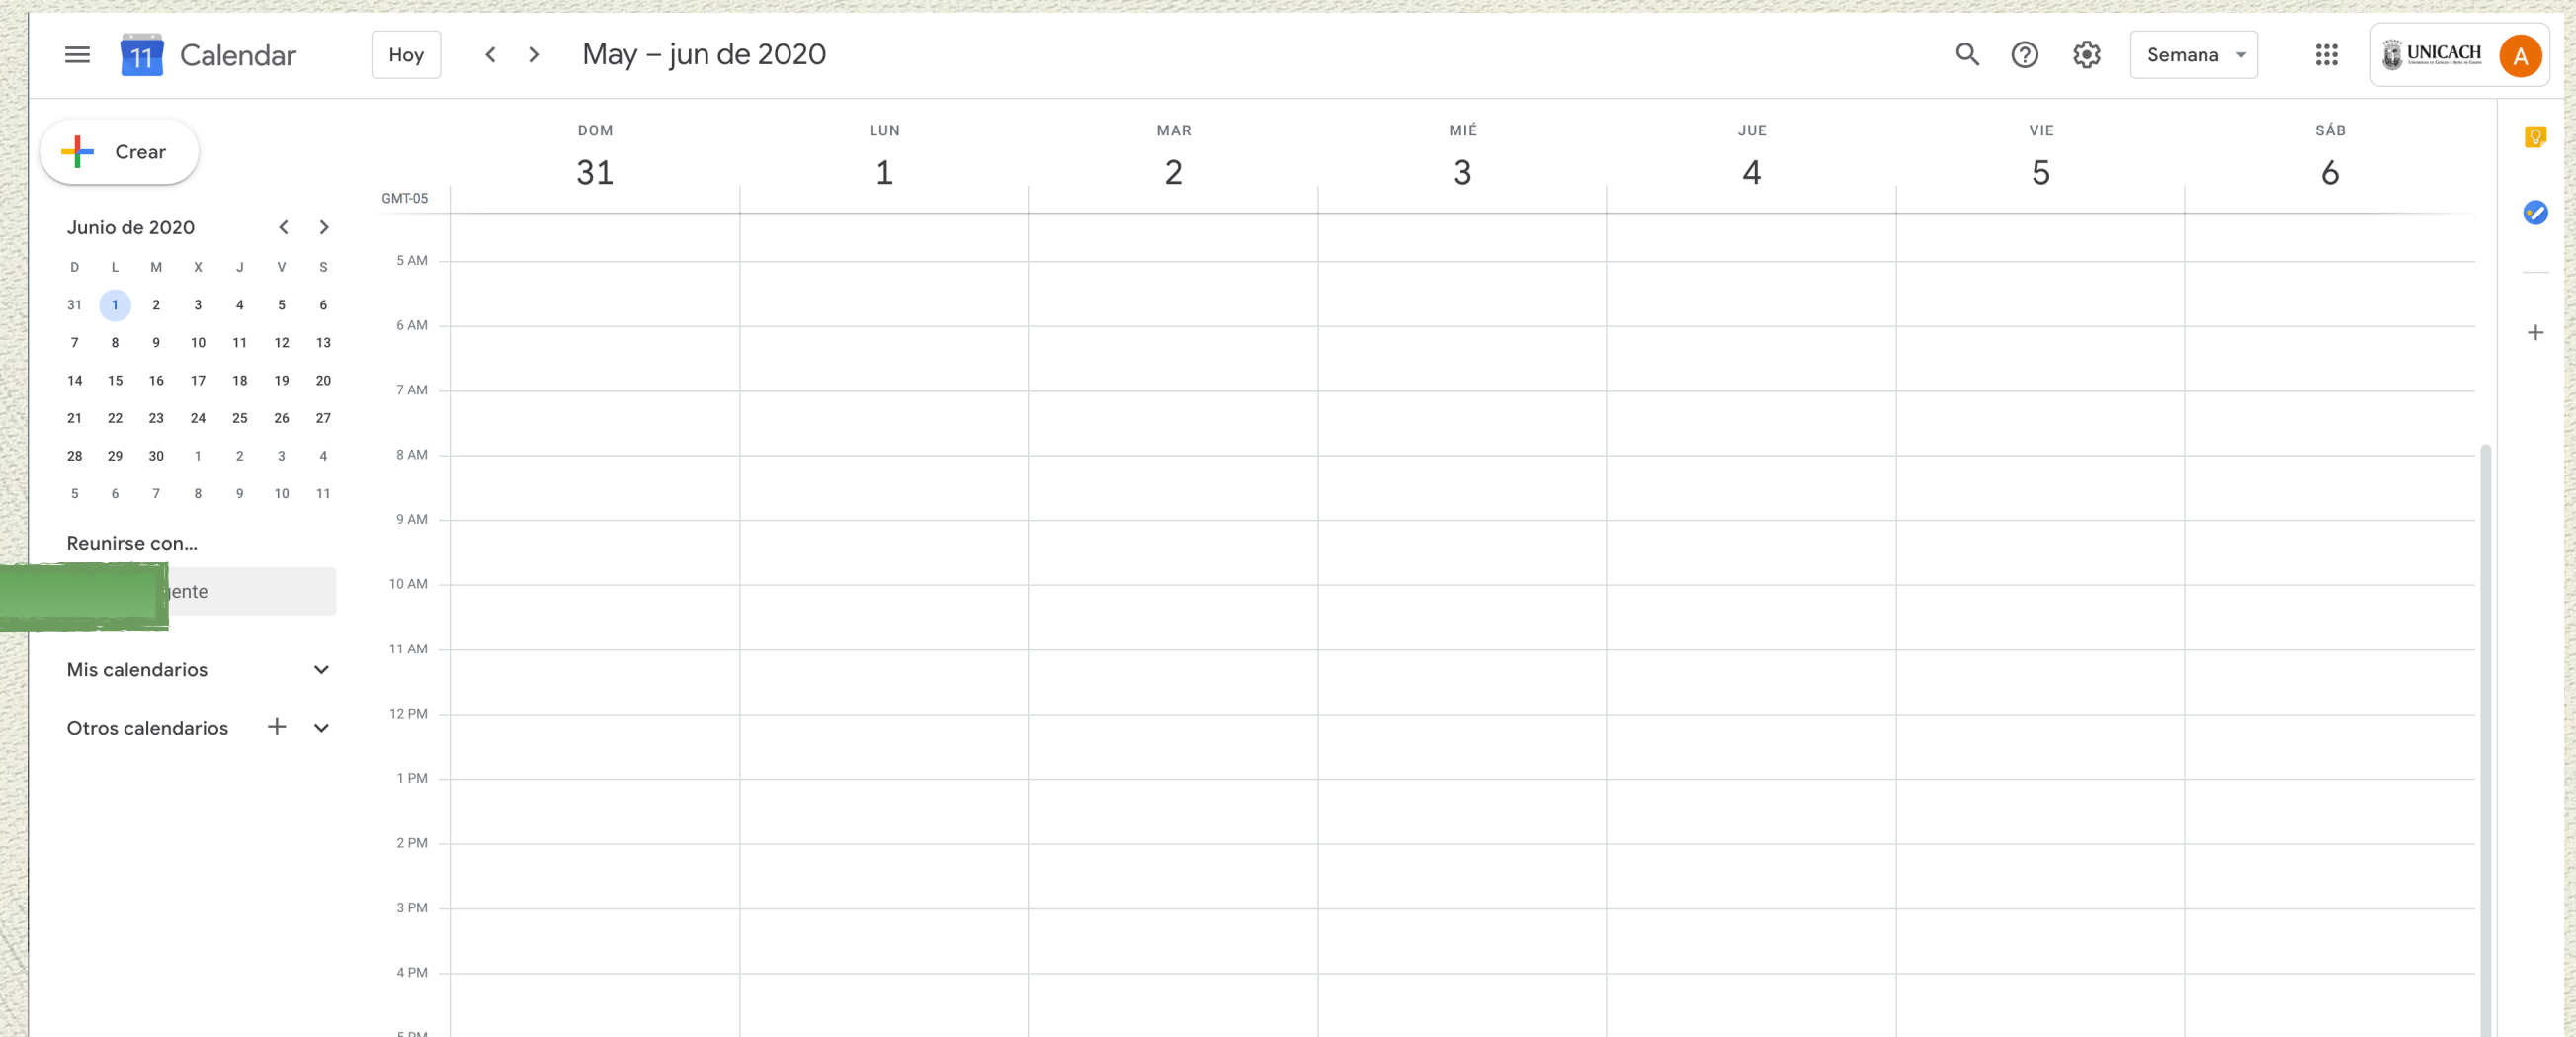 11 Calendar Hoy May – jun de 2020 Semana UNICACH A
Crear
DOM LUN MAR MIÉ JUE VIE SÁB
31 1 2 3 4 5 6
GMT-05
Junio de 2020
D L M X J V S
31 1 2 3 4 5 6
7 8 9 10 11 12 13
14 15 16 17 18 19 20
21 22 23 24 25 26 27
28 29 30 1 2 3 4
5 6 7 8 9 10 11
Reunirse con...
Mis calendarios
Otros calendarios
5 AM
6 AM
7 AM
8 AM
9 AM
10 AM
11 AM
12 PM
1 PM
2 PM
3 PM
4 PM
5 PM